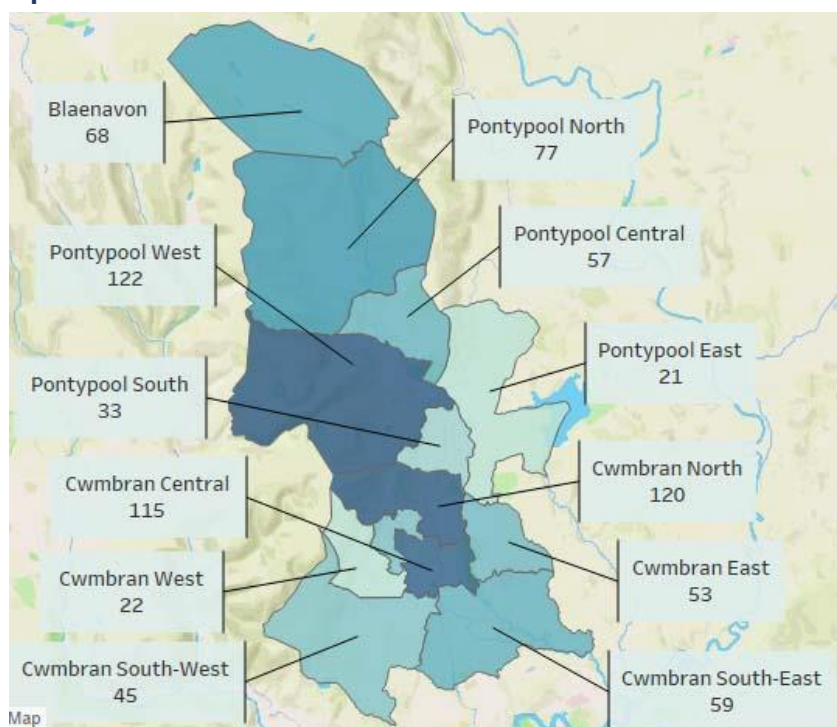 Blaenavon
68
Pontypool North
77
Pontypool Central
57
Pontypool West
122
Pontypool East
21
Pontypool South
33
Cwmbran North
120
Cwmbran Central
115
Cwmbran East
53
Cwmbran West
22
Cwmbran South-West
45
Cwmbran South-East
59
Map